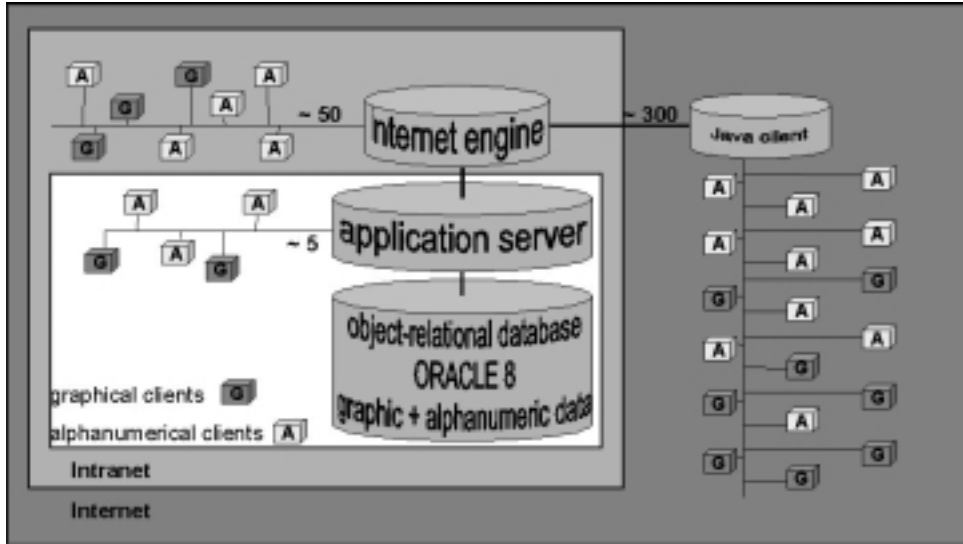 A G A
G A
~ 50
G A A
nternet engine
~ 300
Java client
A A
A
A A
A
G G
A
A A
G
G G
A
G G
G
A A
G A G
~ 5
application server
object-relational database
ORACLE 8
graphic + alphanumeric data
graphical clients G
alphanumerical clients A
Intranet
Internet